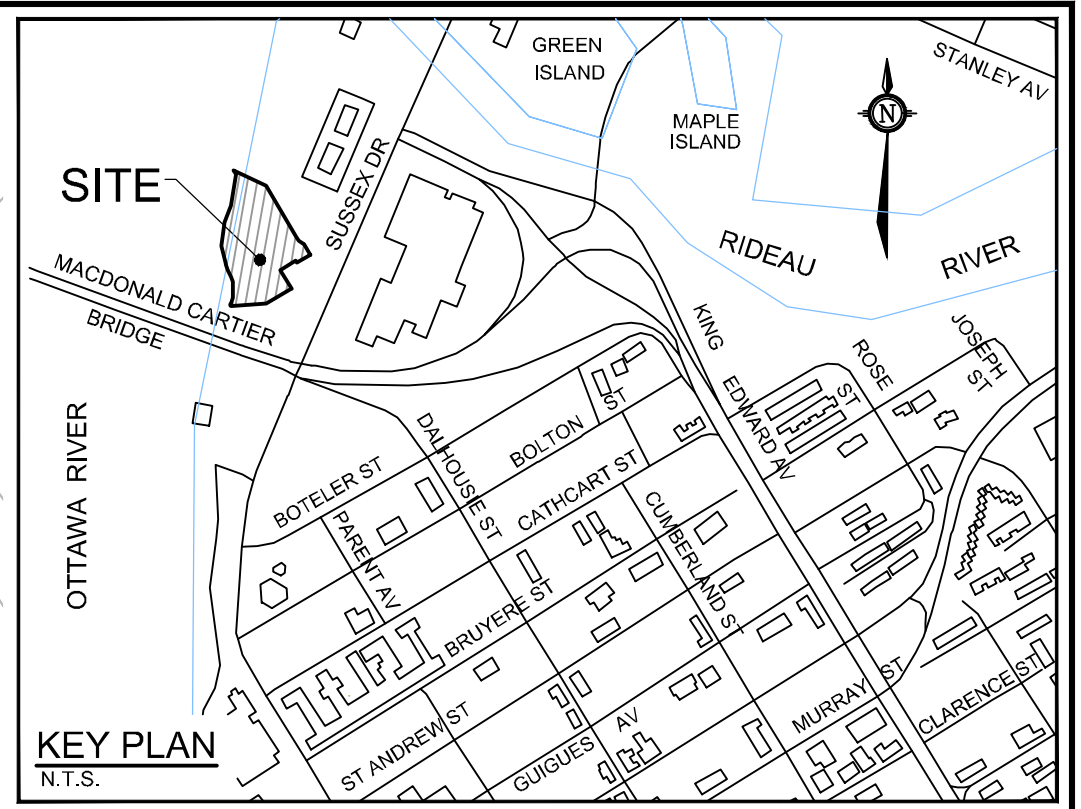 GREEN
ISLAND
STANLEY AV
MAPLE
ISLAND
N
SITE
SUSSEX DR
RIDEAU
RIVER
MACDONALD CARTIER
BRIDGE
KING
EDWARD AV
ROSE
ST
JOSEPH
ST
OTTAWA RIVER
DALHOUSIE ST
BOLTON
ST
BOTELER ST
CATHCART ST
PARENT AV
CUMBERLAND ST
BRUYERE ST
ST ANDREW ST
GUIGUES
AV
MURRAY ST
CLARENCE ST
KEY PLAN
N.T.S.